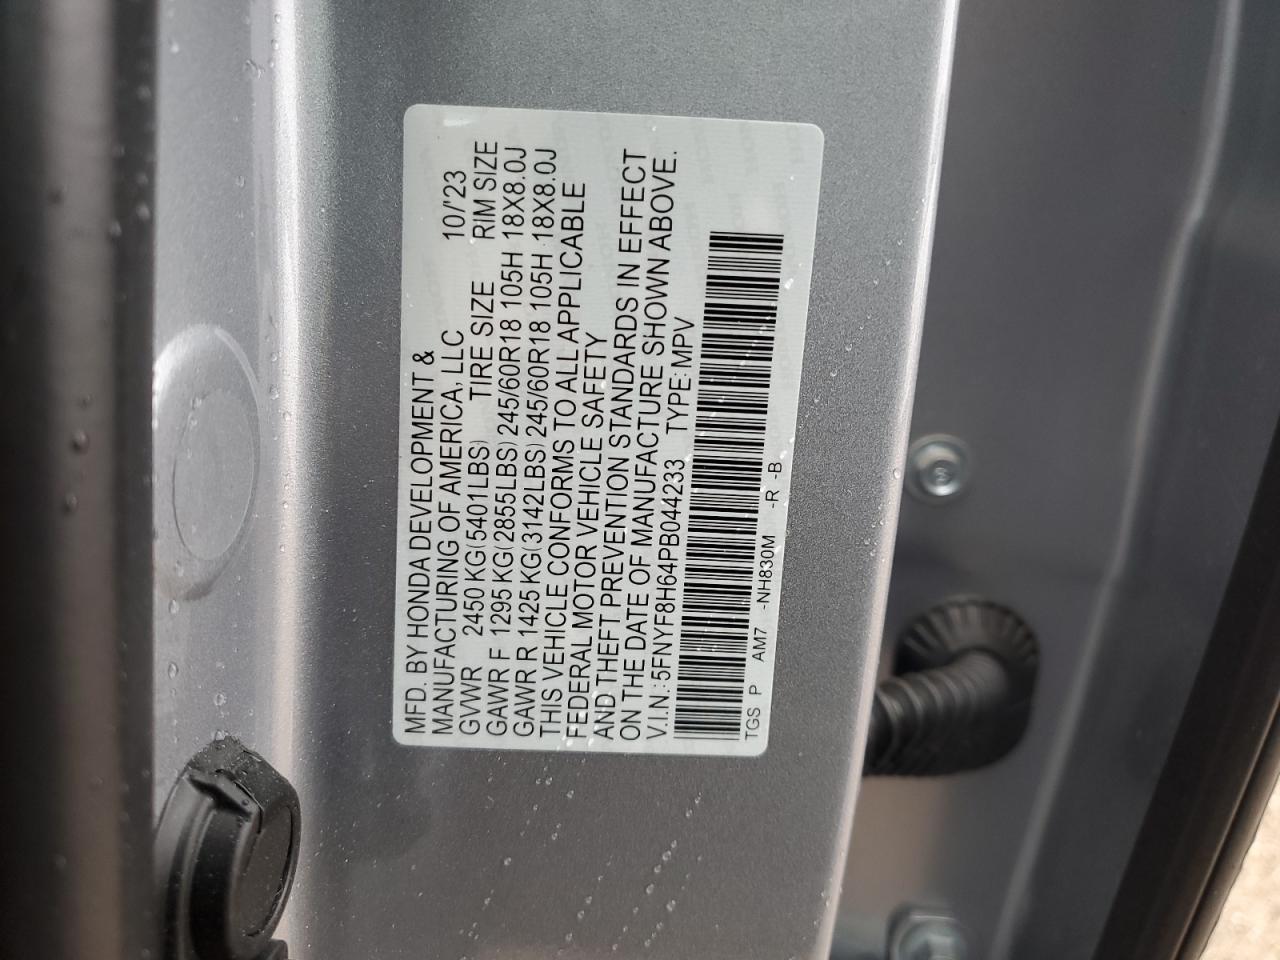 MFD. BY HONDA DEVELOPMENT &
MANUFACTURING OF AMERICA, LLC 10/'23
GVWR 2450 KG(5401LBS) TIRE SIZE RIM SIZE
GAWR F 1295 KG(2855LBS) 245/60R18 105H 18X8.0J
GAWR R 1425 KG(3142LBS) 245/60R18 105H 18X8.0J
THIS VEHICLE CONFORMS TO ALL APPLICABLE
FEDERAL MOTOR VEHICLE SAFETY
AND THEFT PREVENTION STANDARDS IN EFFECT
ON THE DATE OF MANUFACTURE SHOWN ABOVE.
V.I.N.: 5FNYF8H64PB044233 TYPE: MPV
TGS P AM7 -NH830M -R -B